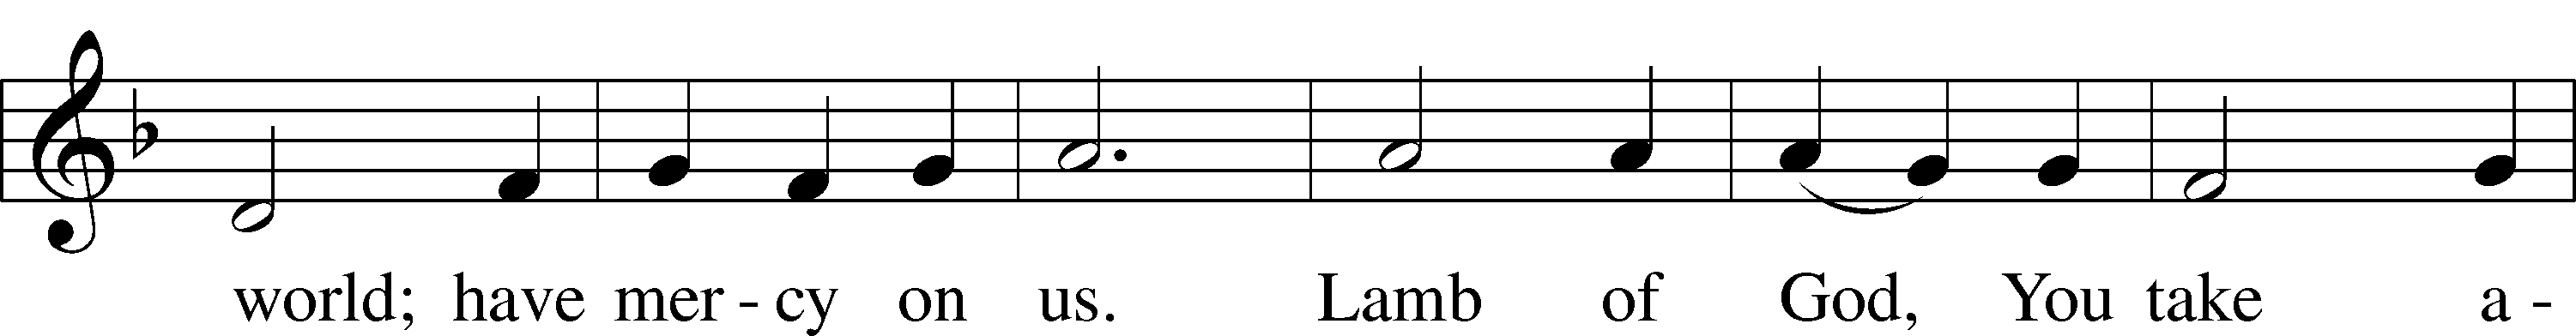 world; have mer - cy on us. Lamb of God, You take a -